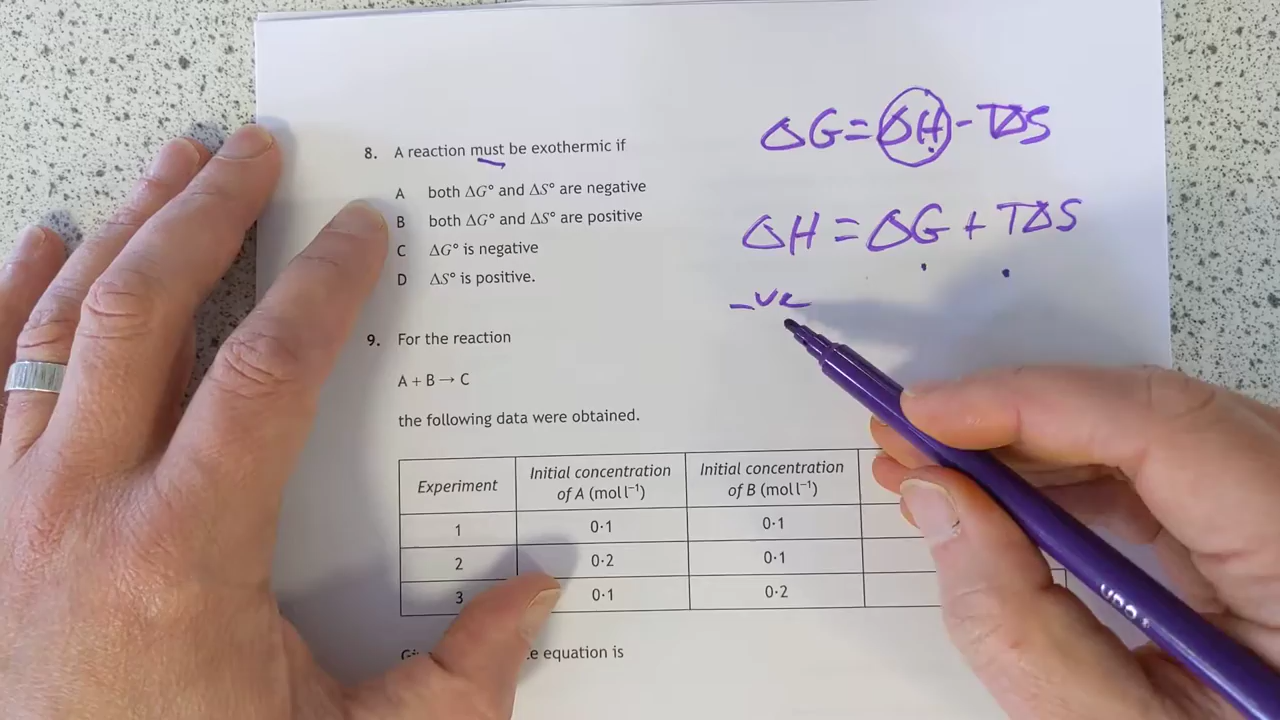 8. A reaction must be exothermic if
A both ΔG° and ΔS° are negative
B both ΔG° and ΔS° are positive
C ΔG° is negative
D ΔS° is positive.
ΔG = ΔH - TΔS
ΔH = ΔG + TΔS
-ve
9. For the reaction
A + B → C
the following data were obtained.
Experiment Initial concentration of A (mol l⁻¹) Initial concentration of B (mol l⁻¹)
1 0·1 0·1
2 0·2 0·1
3 0·1 0·2
equation is
uno